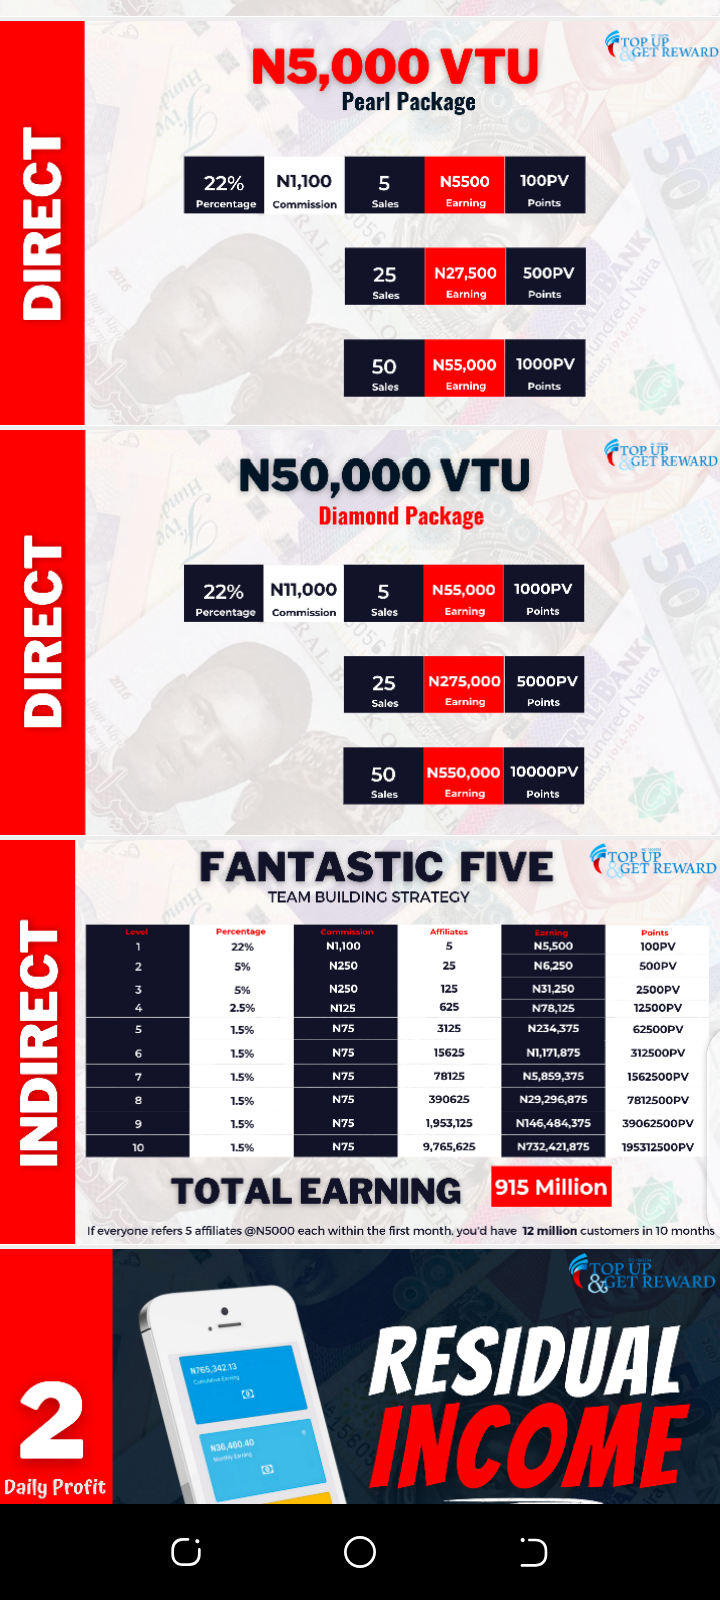 TOP UP
&GET REWARD
N5,000 VTU
Pearl Package
DIRECT
22% N1,100 5 N5500 100PV
Percentage Commission Sales Earning Points
25 N27,500 500PV
Sales Earning Points
50 N55,000 1000PV
Sales Earning Points
TOP UP
&GET REWARD
N50,000 VTU
Diamond Package
DIRECT
22% N11,000 5 N55,000 1000PV
Percentage Commission Sales Earning Points
25 N275,000 5000PV
Sales Earning Points
50 N550,000 10000PV
Sales Earning Points
FANTASTIC FIVE
TOP UP
&GET REWARD
TEAM BUILDING STRATEGY
INDIRECT
Level Percentage Commission Affiliates Earning Points
1 22% N1,100 5 N5,500 100PV
2 5% N250 25 N6,250 500PV
3 5% N250 125 N31,250 2500PV
4 2.5% N125 625 N78,125 12500PV
5 1.5% N75 3125 N234,375 62500PV
6 1.5% N75 15625 N1,171,875 312500PV
7 1.5% N75 78125 N5,859,375 1562500PV
8 1.5% N75 390625 N29,296,875 7812500PV
9 1.5% N75 1,953,125 N146,484,375 39062500PV
10 1.5% N75 9,765,625 N732,421,875 195312500PV
TOTAL EARNING 915 Million
If everyone refers 5 affiliates @N5000 each within the first month, you'd have 12 million customers in 10 months
TOP UP
&GET REWARD
N765,342.13
Cumulative Earning
N36,460.40
Monthly Earning
RESIDUAL
INCOME
2
Daily Profit